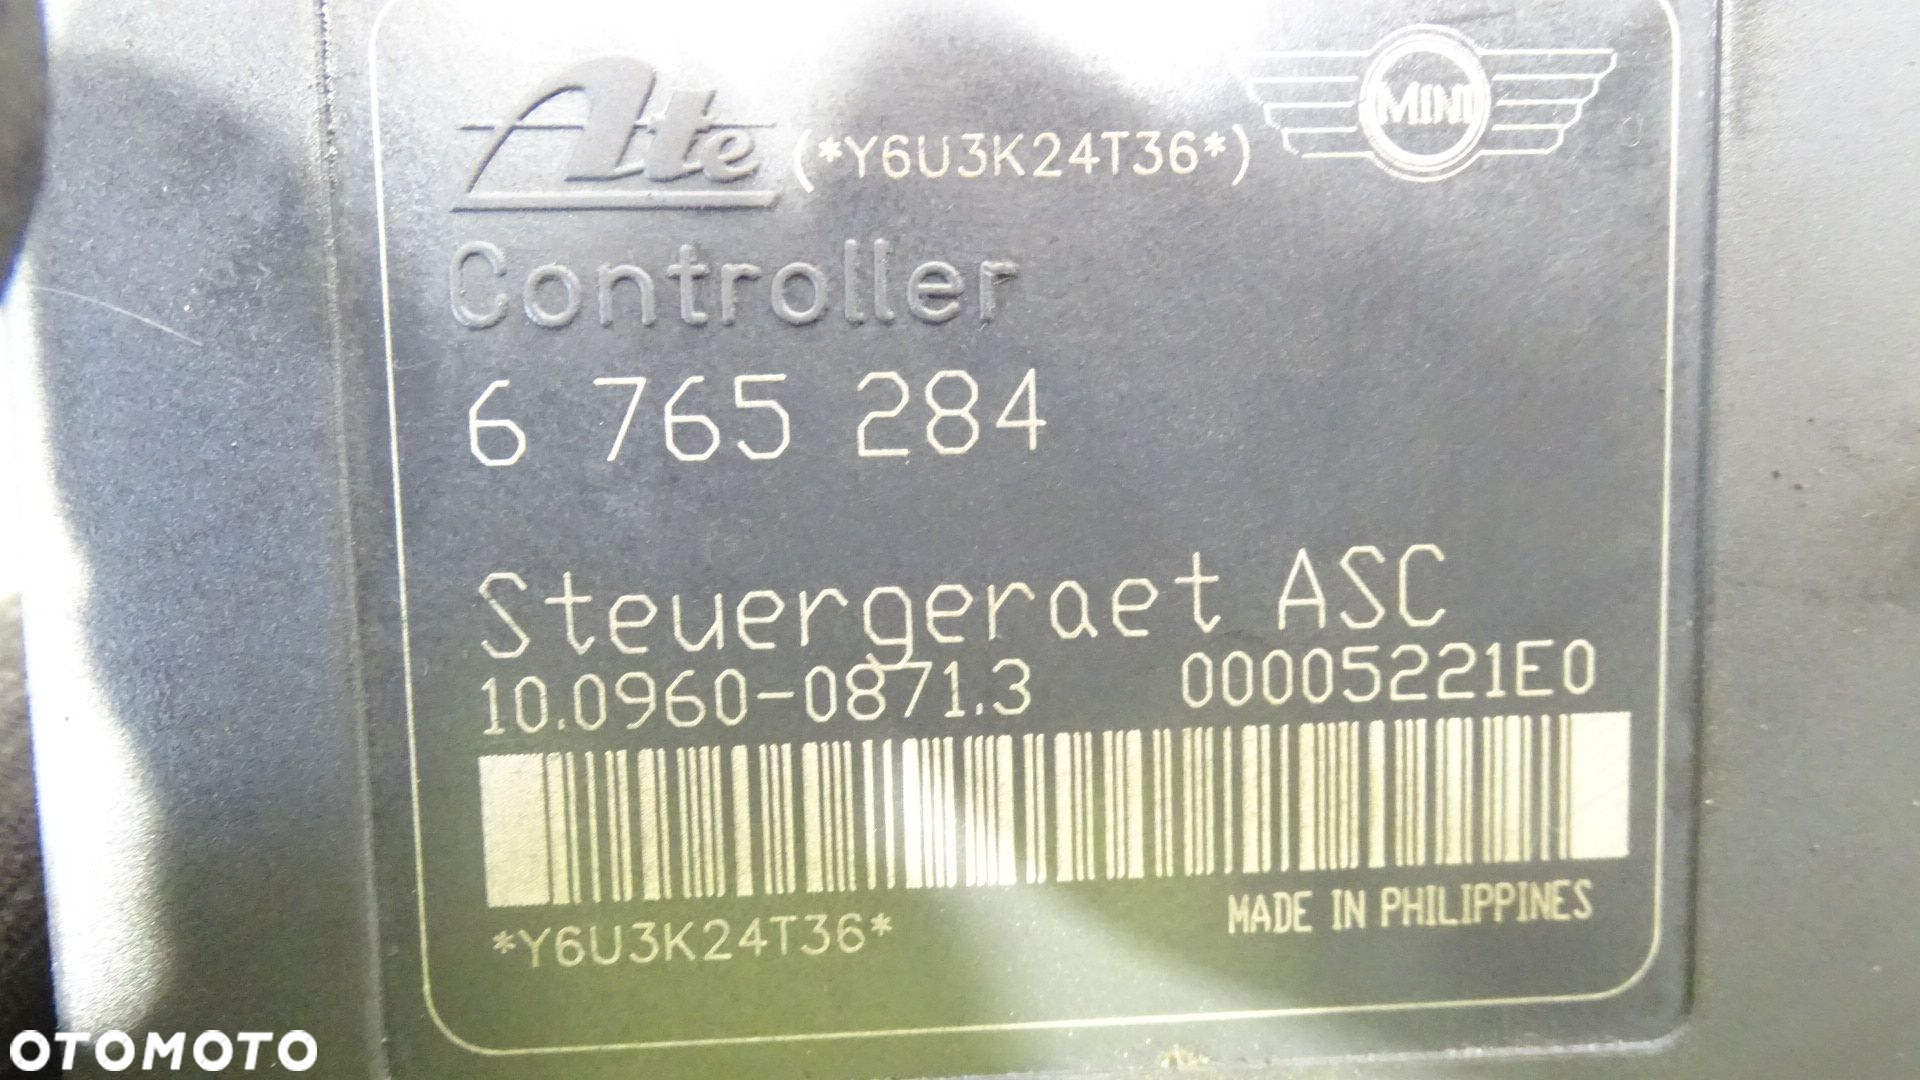 Ate (*Y6U3K24T36*) MINI
Controller
6 765 284
Steuergeraet ASC
10.0960-0871.3 00005221E0
*Y6U3K24T36* MADE IN PHILIPPINES
OTOMOTO